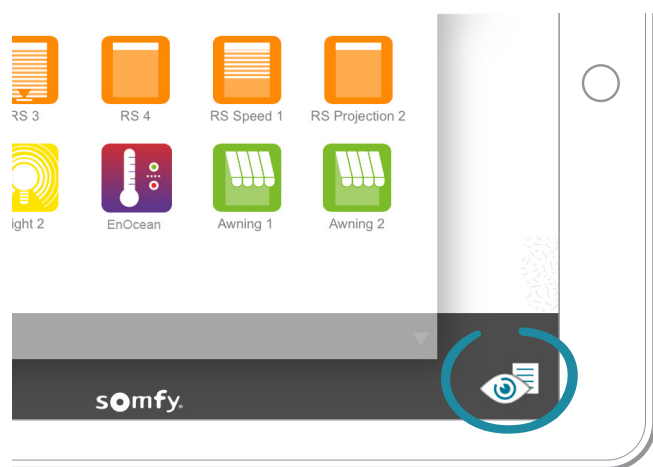 RS 3
RS 4
RS Speed 1
RS Projection 2
ight 2
EnOcean
Awning 1
Awning 2
somfy.